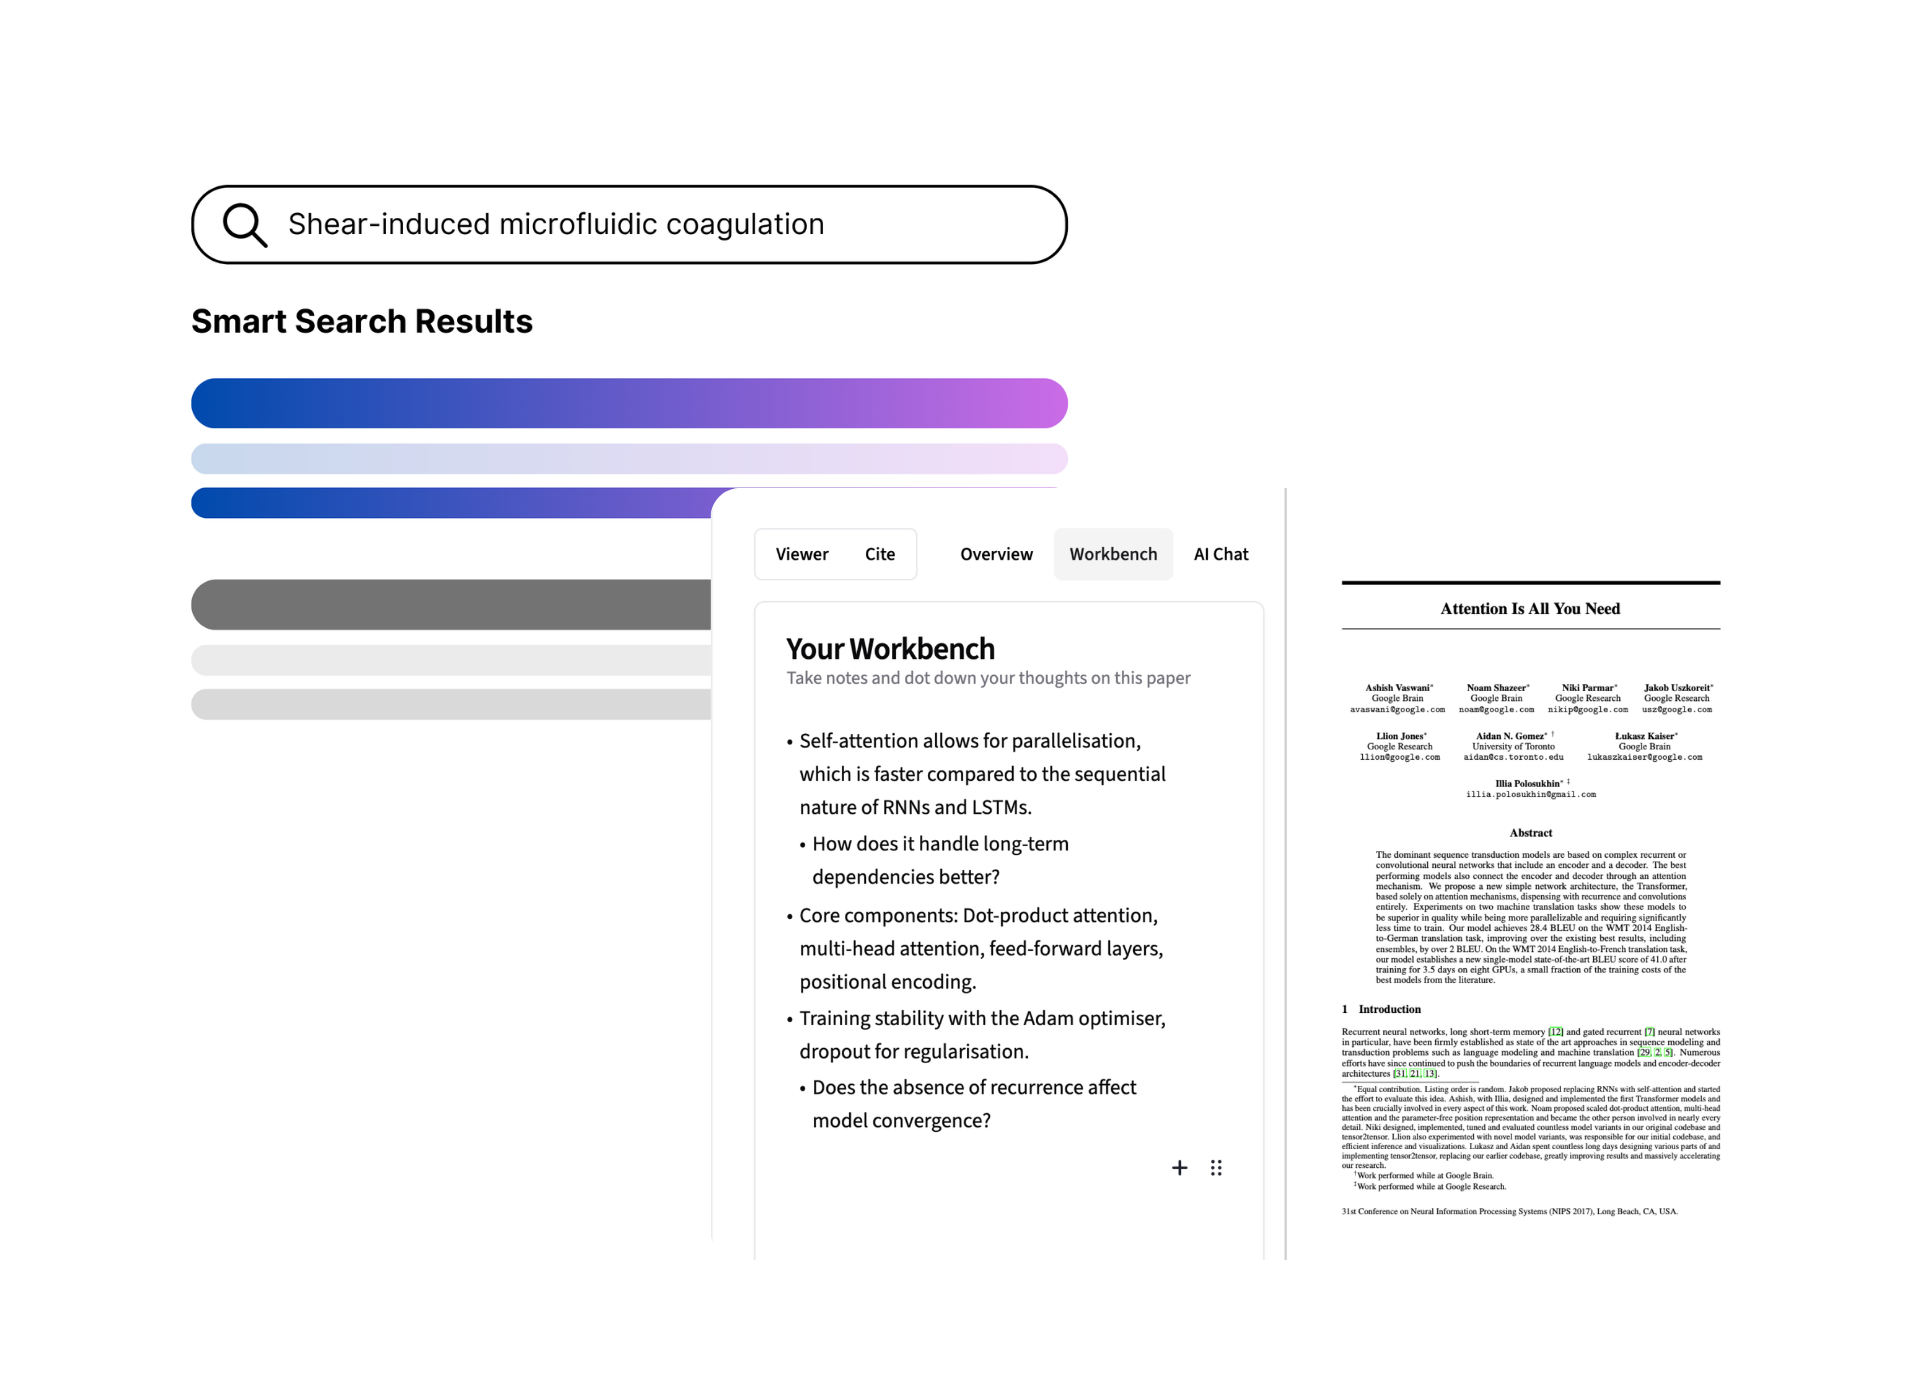 Shear-induced microfluidic coagulation
Smart Search Results
Viewer Cite Overview Workbench AI Chat
Your Workbench
Take notes and dot down your thoughts on this paper
• Self-attention allows for parallelisation,
which is faster compared to the sequential
nature of RNNs and LSTMs.
• How does it handle long-term
dependencies better?
• Core components: Dot-product attention,
multi-head attention, feed-forward layers,
positional encoding.
• Training stability with the Adam optimiser,
dropout for regularisation.
• Does the absence of recurrence affect
model convergence?
Attention Is All You Need
Ashish Vaswani* Noam Shazeer* Niki Parmar* Jakob Uszkoreit*
Google Brain Google Brain Google Research Google Research
avaswani@google.com noam@google.com nikip@google.com usz@google.com
Llion Jones* Aidan N. Gomez* † Łukasz Kaiser*
Google Research University of Toronto Google Brain
llion@google.com aidan@cs.toronto.edu lukaszkaiser@google.com
Illia Polosukhin* ‡
illia.polosukhin@gmail.com
Abstract
The dominant sequence transduction models are based on complex recurrent or
convolutional neural networks that include an encoder and a decoder. The best
performing models also connect the encoder and decoder through an attention
mechanism. We propose a new simple network architecture, the Transformer,
based solely on attention mechanisms, dispensing with recurrence and convolutions
entirely. Experiments on two machine translation tasks show these models to
be superior in quality while being more parallelizable and requiring significantly
less time to train. Our model achieves 28.4 BLEU on the WMT 2014 English-
to-German translation task, improving over the existing best results, including
ensembles, by over 2 BLEU. On the WMT 2014 English-to-French translation task,
our model establishes a new single-model state-of-the-art BLEU score of 41.0 after
training for 3.5 days on eight GPUs, a small fraction of the training costs of the
best models from the literature.
1 Introduction
Recurrent neural networks, long short-term memory [12] and gated recurrent [7] neural networks
in particular, have been firmly established as state of the art approaches in sequence modeling and
transduction problems such as language modeling and machine translation [29, 2, 5]. Numerous
efforts have since continued to push the boundaries of recurrent language models and encoder-decoder
architectures [31, 21, 13].
*Equal contribution. Listing order is random. Jakob proposed replacing RNNs with self-attention and started
the effort to evaluate this idea. Ashish, with Illia, designed and implemented the first Transformer models and
has been crucially involved in every aspect of this work. Noam proposed scaled dot-product attention, multi-head
attention and the parameter-free position representation and became the other person involved in nearly every
detail. Niki designed, implemented, tuned and evaluated countless model variants in our original codebase and
tensor2tensor. Llion also experimented with novel model variants, was responsible for our initial codebase, and
efficient inference and visualizations. Lukasz and Aidan spent countless long days designing various parts of and
implementing tensor2tensor, replacing our earlier codebase, greatly improving results and massively accelerating
our research.
†Work performed while at Google Brain.
‡Work performed while at Google Research.
31st Conference on Neural Information Processing Systems (NIPS 2017), Long Beach, CA, USA.